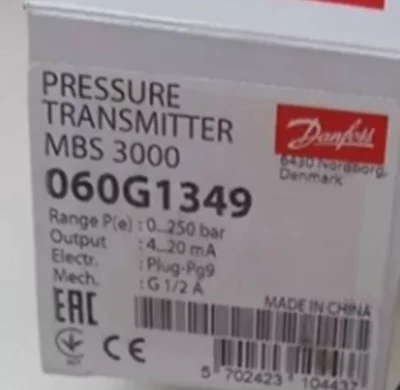 PRESSURE
TRANSMITTER
MBS 3000
060G1349
Danfoss
6430 Nordborg,
Denmark
Range P(e) : 0...250 bar
Output : 4...20 mA
Electr. : Plug-Pg9
Mech. : G 1/2 A
EAC
MADE IN CHINA
CE
5 702423 104437